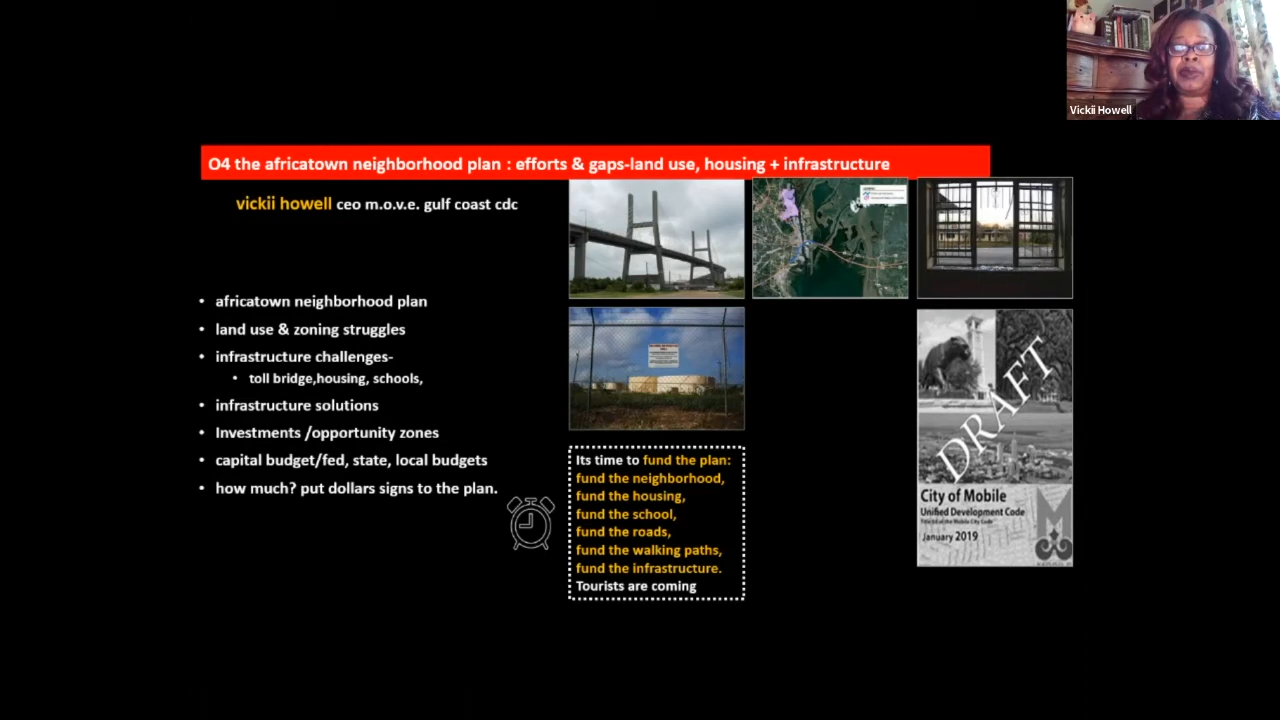 Vickii Howell
O4 the africatown neighborhood plan : efforts & gaps-land use, housing + infrastructure
vickii howell ceo m.o.v.e. gulf coast cdc
• africatown neighborhood plan
• land use & zoning struggles
• infrastructure challenges-
• toll bridge,housing, schools,
• infrastructure solutions
• Investments /opportunity zones
• capital budget/fed, state, local budgets
• how much? put dollars signs to the plan.
Its time to fund the plan:
fund the neighborhood,
fund the housing,
fund the school,
fund the roads,
fund the walking paths,
fund the infrastructure.
Tourists are coming
DRAFT
City of Mobile
Unified Development Code
January 2019